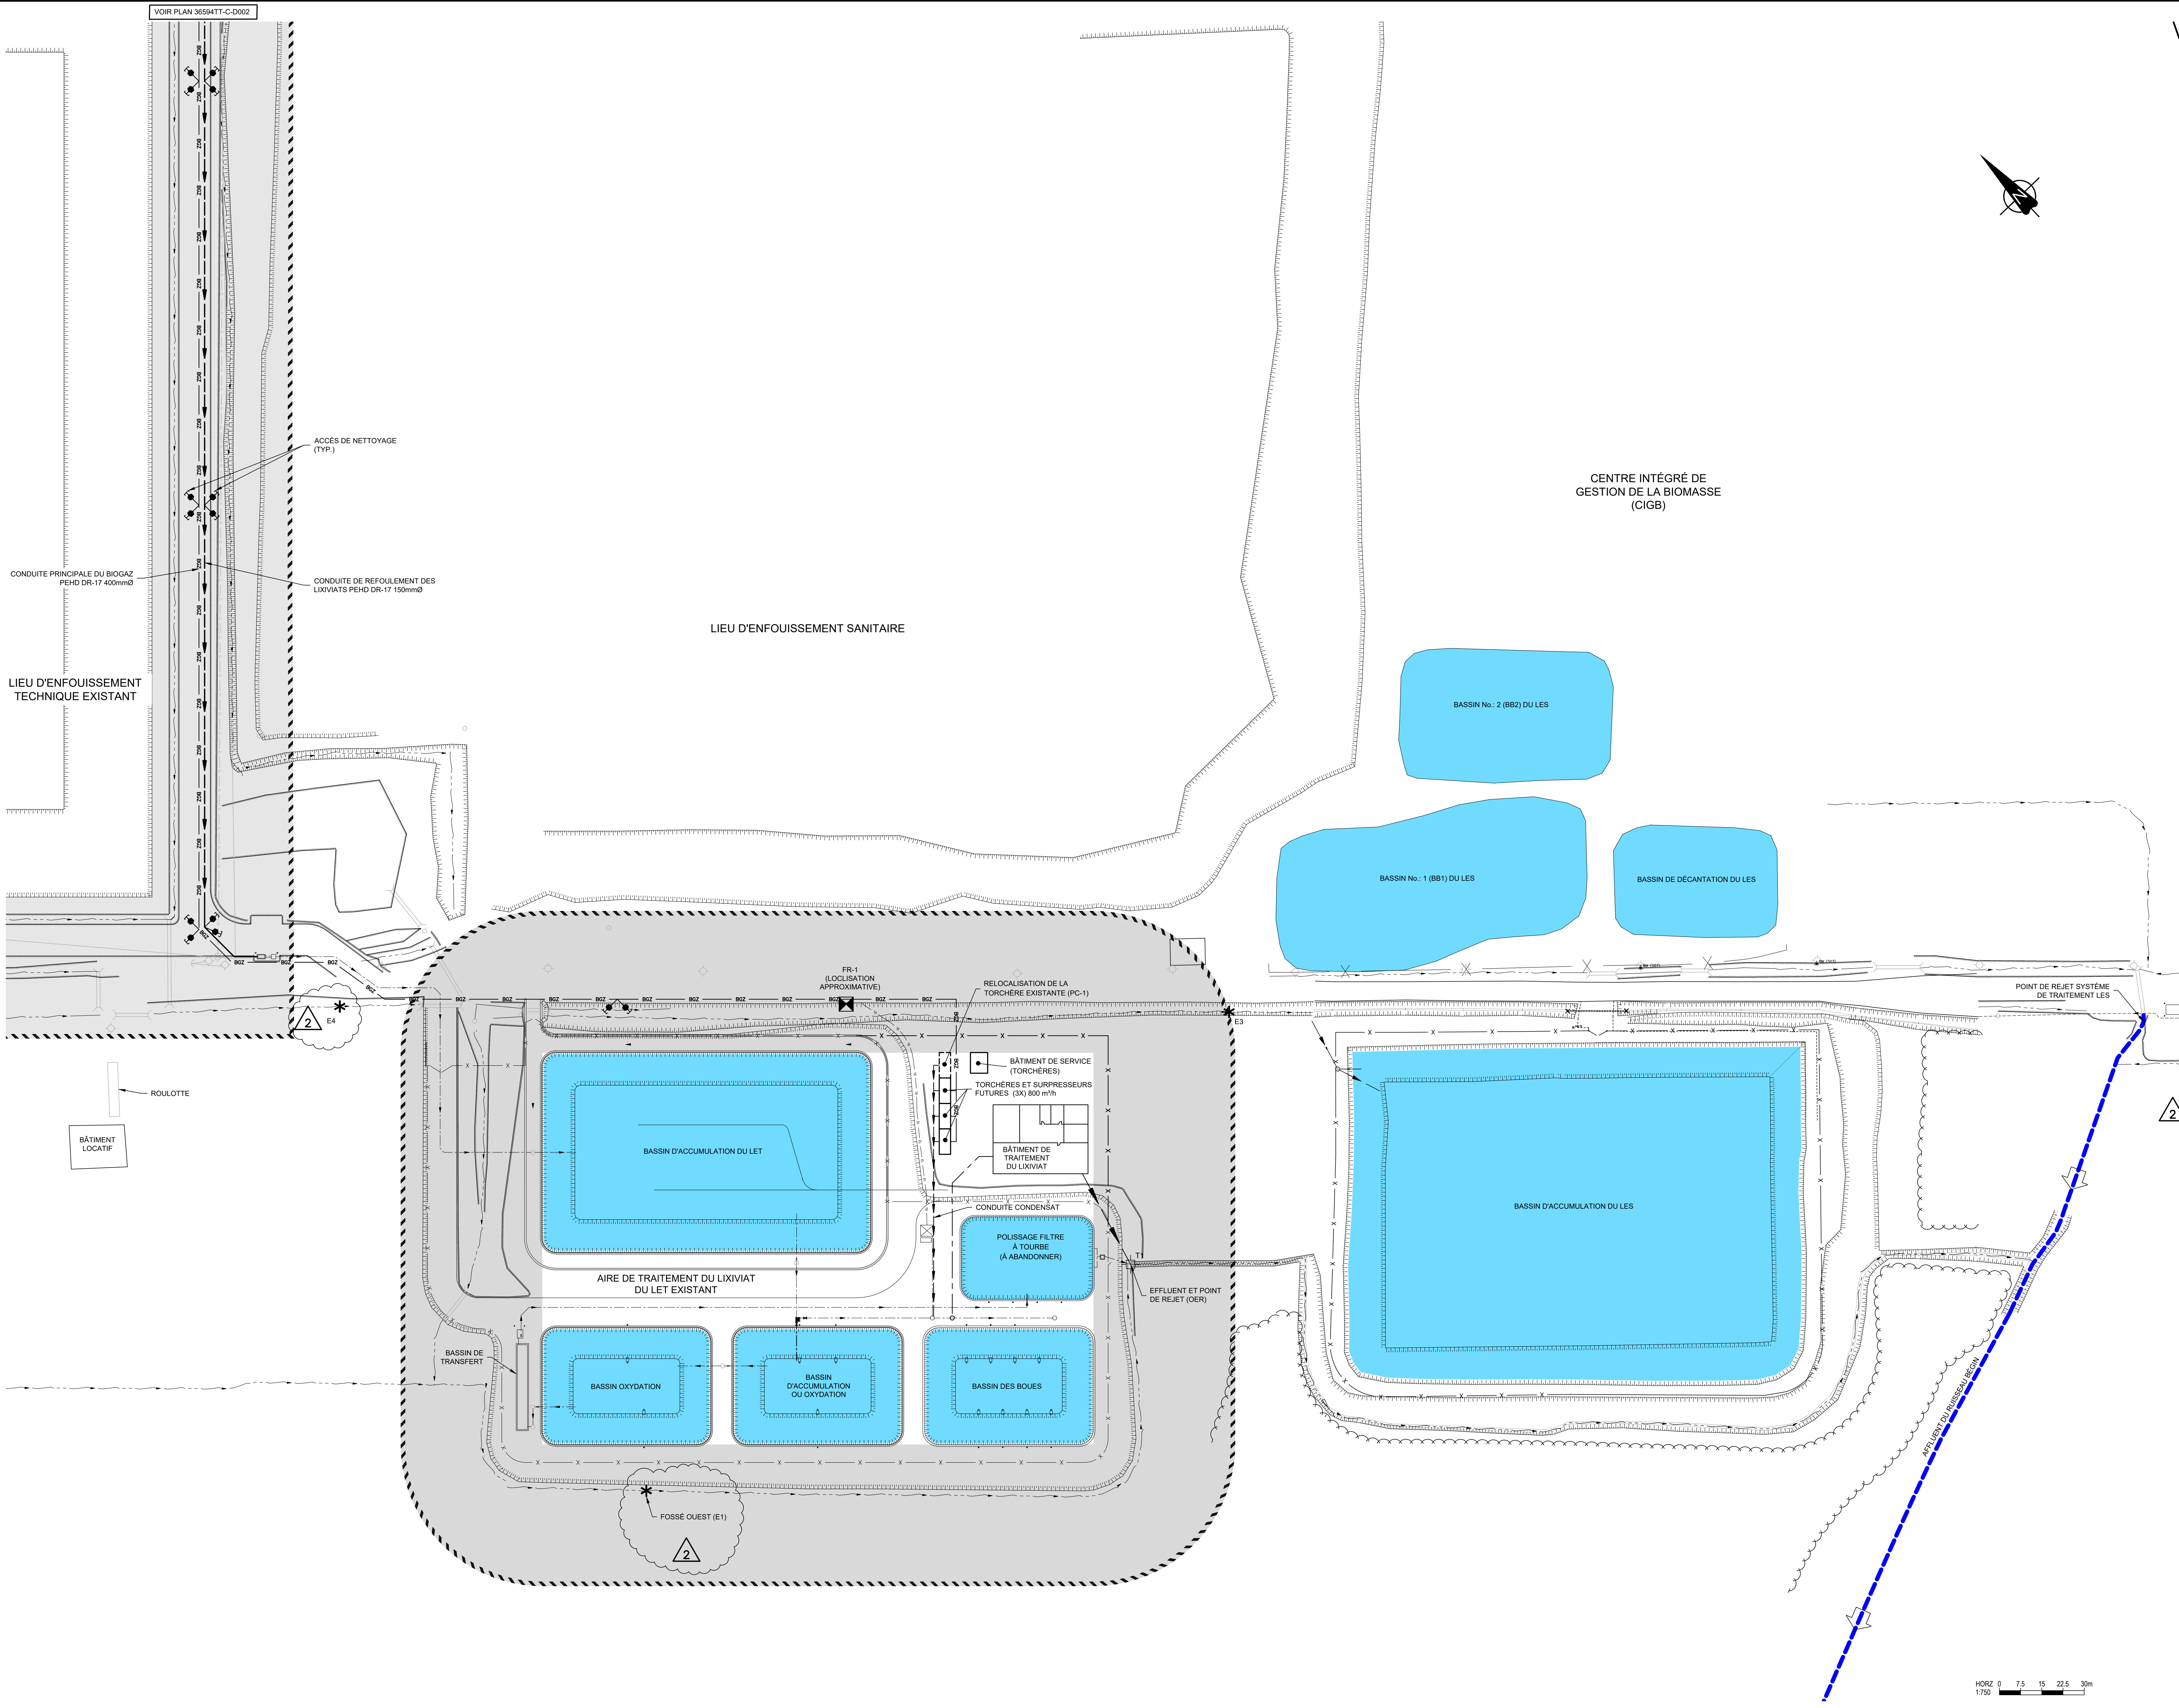 VOIR PLAN 36594TT-C-D002
ACCÈS DE NETTOYAGE
(TYP.)
CONDUITE PRINCIPALE DU BIOGAZ
PEHD DR-17 400mmØ
CONDUITE DE REFOULEMENT DES
LIXIVIATS PEHD DR-17 150mmØ
LIEU D'ENFOUISSEMENT
TECHNIQUE EXISTANT
LIEU D'ENFOUISSEMENT SANITAIRE
CENTRE INTÉGRÉ DE
GESTION DE LA BIOMASSE
(CIGB)
BASSIN No.: 2 (BB2) DU LES
BASSIN No.: 1 (BB1) DU LES
BASSIN DE DÉCANTATION DU LES
POINT DE REJET SYSTÈME
DE TRAITEMENT LES
FR-1
(LOCLISATION
APPROXIMATIVE)
RELOCALISATION DE LA
TORCHÈRE EXISTANTE (PC-1)
E3
2
E4
BÂTIMENT DE SERVICE
(TORCHÈRES)
TORCHÈRES ET SURPRESSEURS
FUTURES (3X) 800 m³/h
ROULOTTE
BÂTIMENT
LOCATIF
BÂTIMENT DE
TRAITEMENT
DU LIXIVIAT
BASSIN D'ACCUMULATION DU LET
CONDUITE CONDENSAT
BASSIN D'ACCUMULATION DU LES
POLISSAGE FILTRE
À TOURBE
(À ABANDONNER)
T1
AIRE DE TRAITEMENT DU LIXIVIAT
DU LET EXISTANT
EFFLUENT ET POINT
DE REJET (OER)
BASSIN DE
TRANSFERT
BASSIN OXYDATION
BASSIN
D'ACCUMULATION
OU OXYDATION
BASSIN DES BOUES
AFFLUENT DU RUISSEAU BÉGIN
FOSSÉ OUEST (E1)
2
2
BGZ
HORZ 0 7.5 15 22.5 30m
1:750